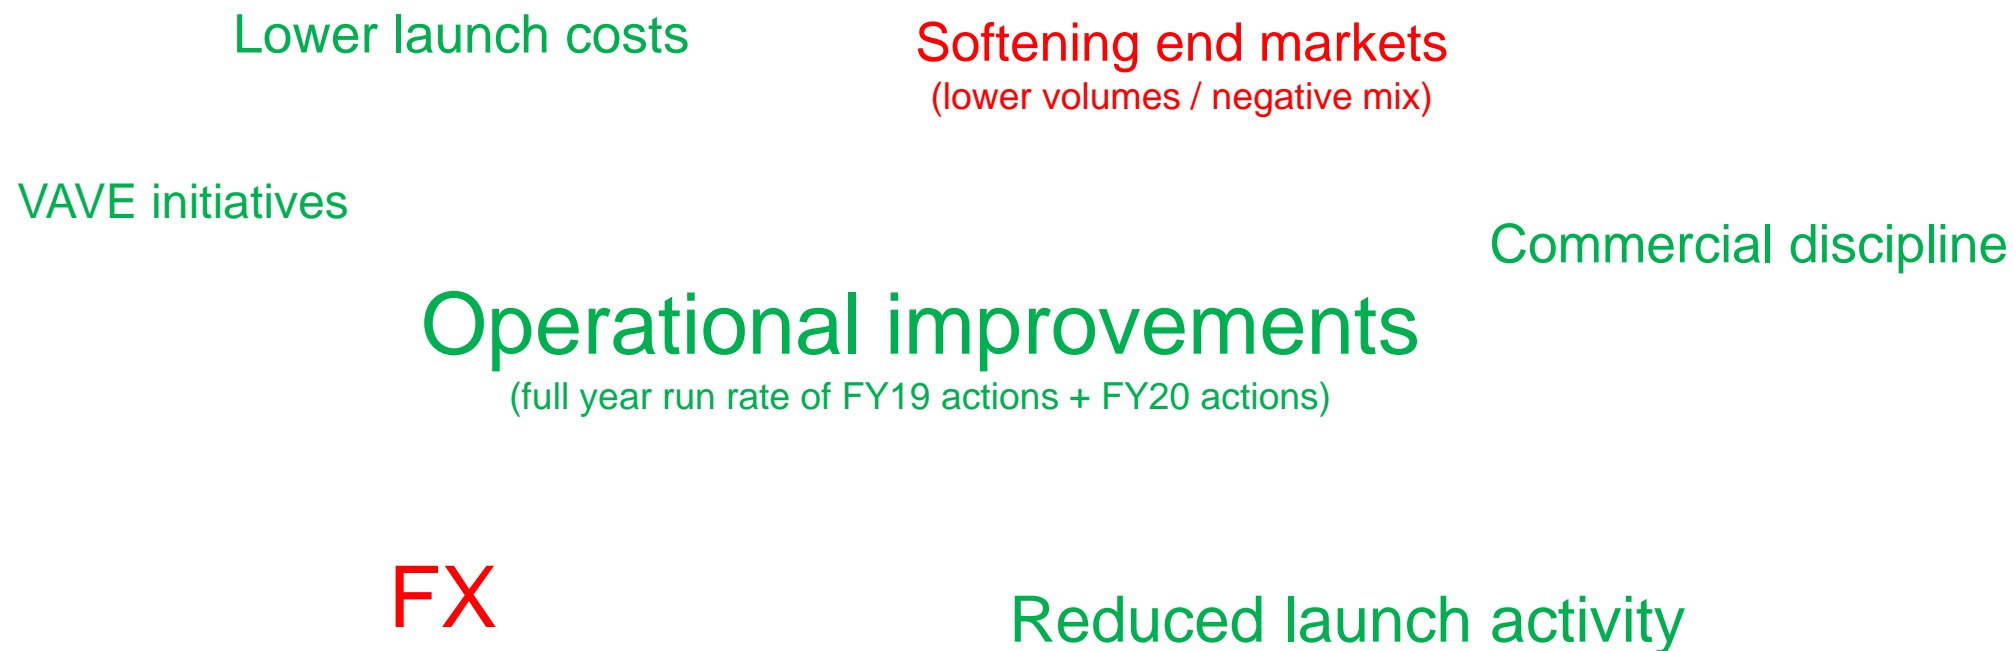 Lower launch costs
Softening end markets
(lower volumes / negative mix)
VAVE initiatives
Commercial discipline
Operational improvements
(full year run rate of FY19 actions + FY20 actions)
FX
Reduced launch activity